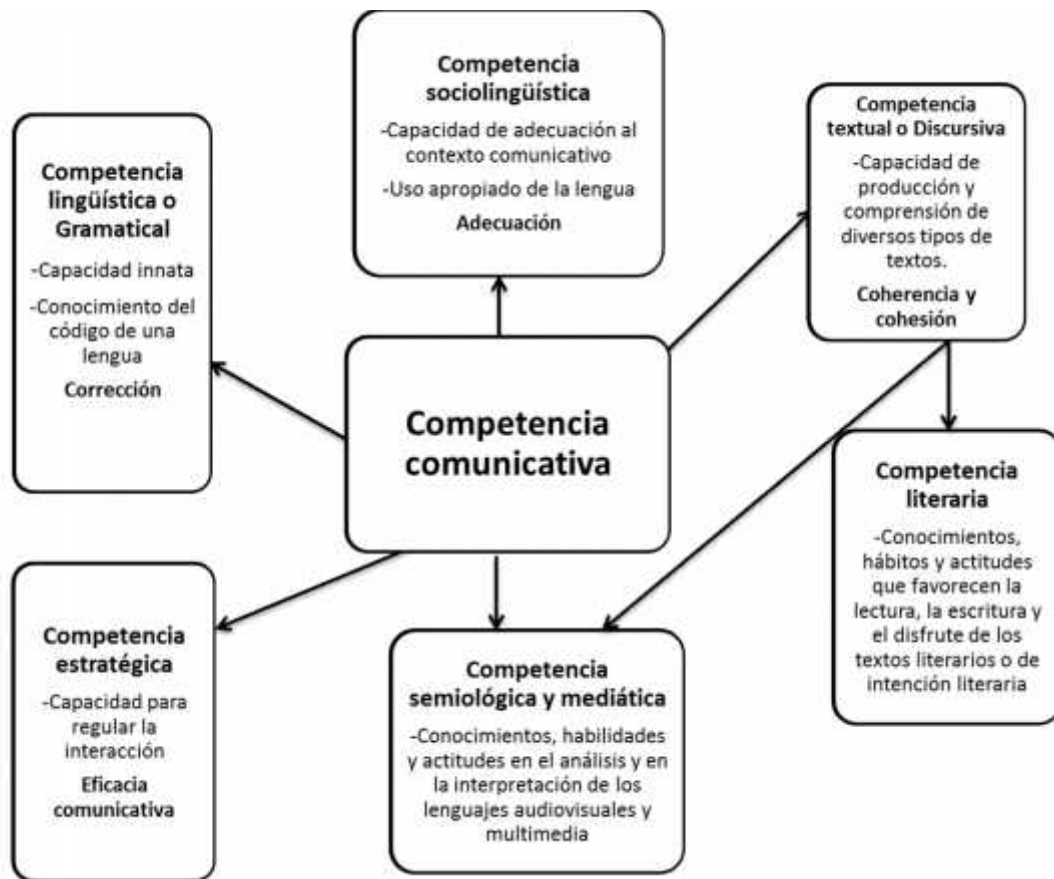 Competencia
sociolingüística
-Capacidad de adecuación al
contexto comunicativo
-Uso apropiado de la lengua
Adecuación
Competencia
textual o Discursiva
-Capacidad de
producción y
comprensión de
diversos tipos de
textos.
Coherencia y
cohesión
Competencia
lingüística o
Gramatical
-Capacidad innata
-Conocimiento del
código de una
lengua
Corrección
Competencia
comunicativa
Competencia
literaria
-Conocimientos,
hábitos y actitudes
que favorecen la
lectura, la escritura y
el disfrute de los
textos literarios o de
intención literaria
Competencia
estratégica
-Capacidad para
regular la
interacción
Eficacia
comunicativa
Competencia
semiológica y mediática
-Conocimientos, habilidades
y actitudes en el análisis y en
la interpretación de los
lenguajes audiovisuales y
multimedia